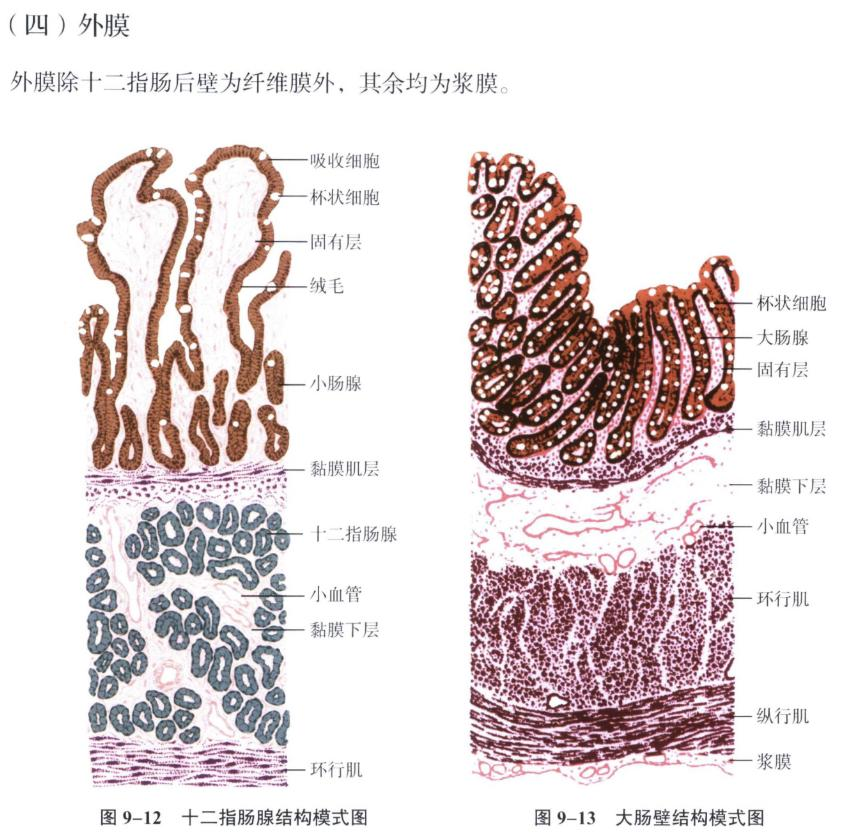 （四）外膜
外膜除十二指肠后壁为纤维膜外，其余均为浆膜。
吸收细胞
杯状细胞
固有层
绒毛
小肠腺
黏膜肌层
十二指肠腺
小血管
黏膜下层
环行肌
图 9-12 十二指肠腺结构模式图
杯状细胞
大肠腺
固有层
黏膜肌层
黏膜下层
小血管
环行肌
纵行肌
浆膜
图 9-13 大肠壁结构模式图